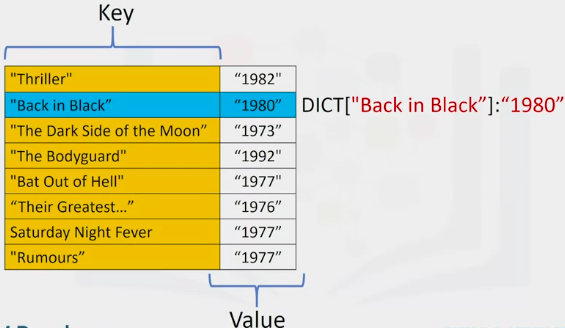 Key
"Thriller" "1982"
"Back in Black" "1980" DICT["Back in Black"]:"1980"
"The Dark Side of the Moon" "1973"
"The Bodyguard" "1992"
"Bat Out of Hell" "1977"
"Their Greatest..." "1976"
Saturday Night Fever "1977"
"Rumours" "1977"
Value